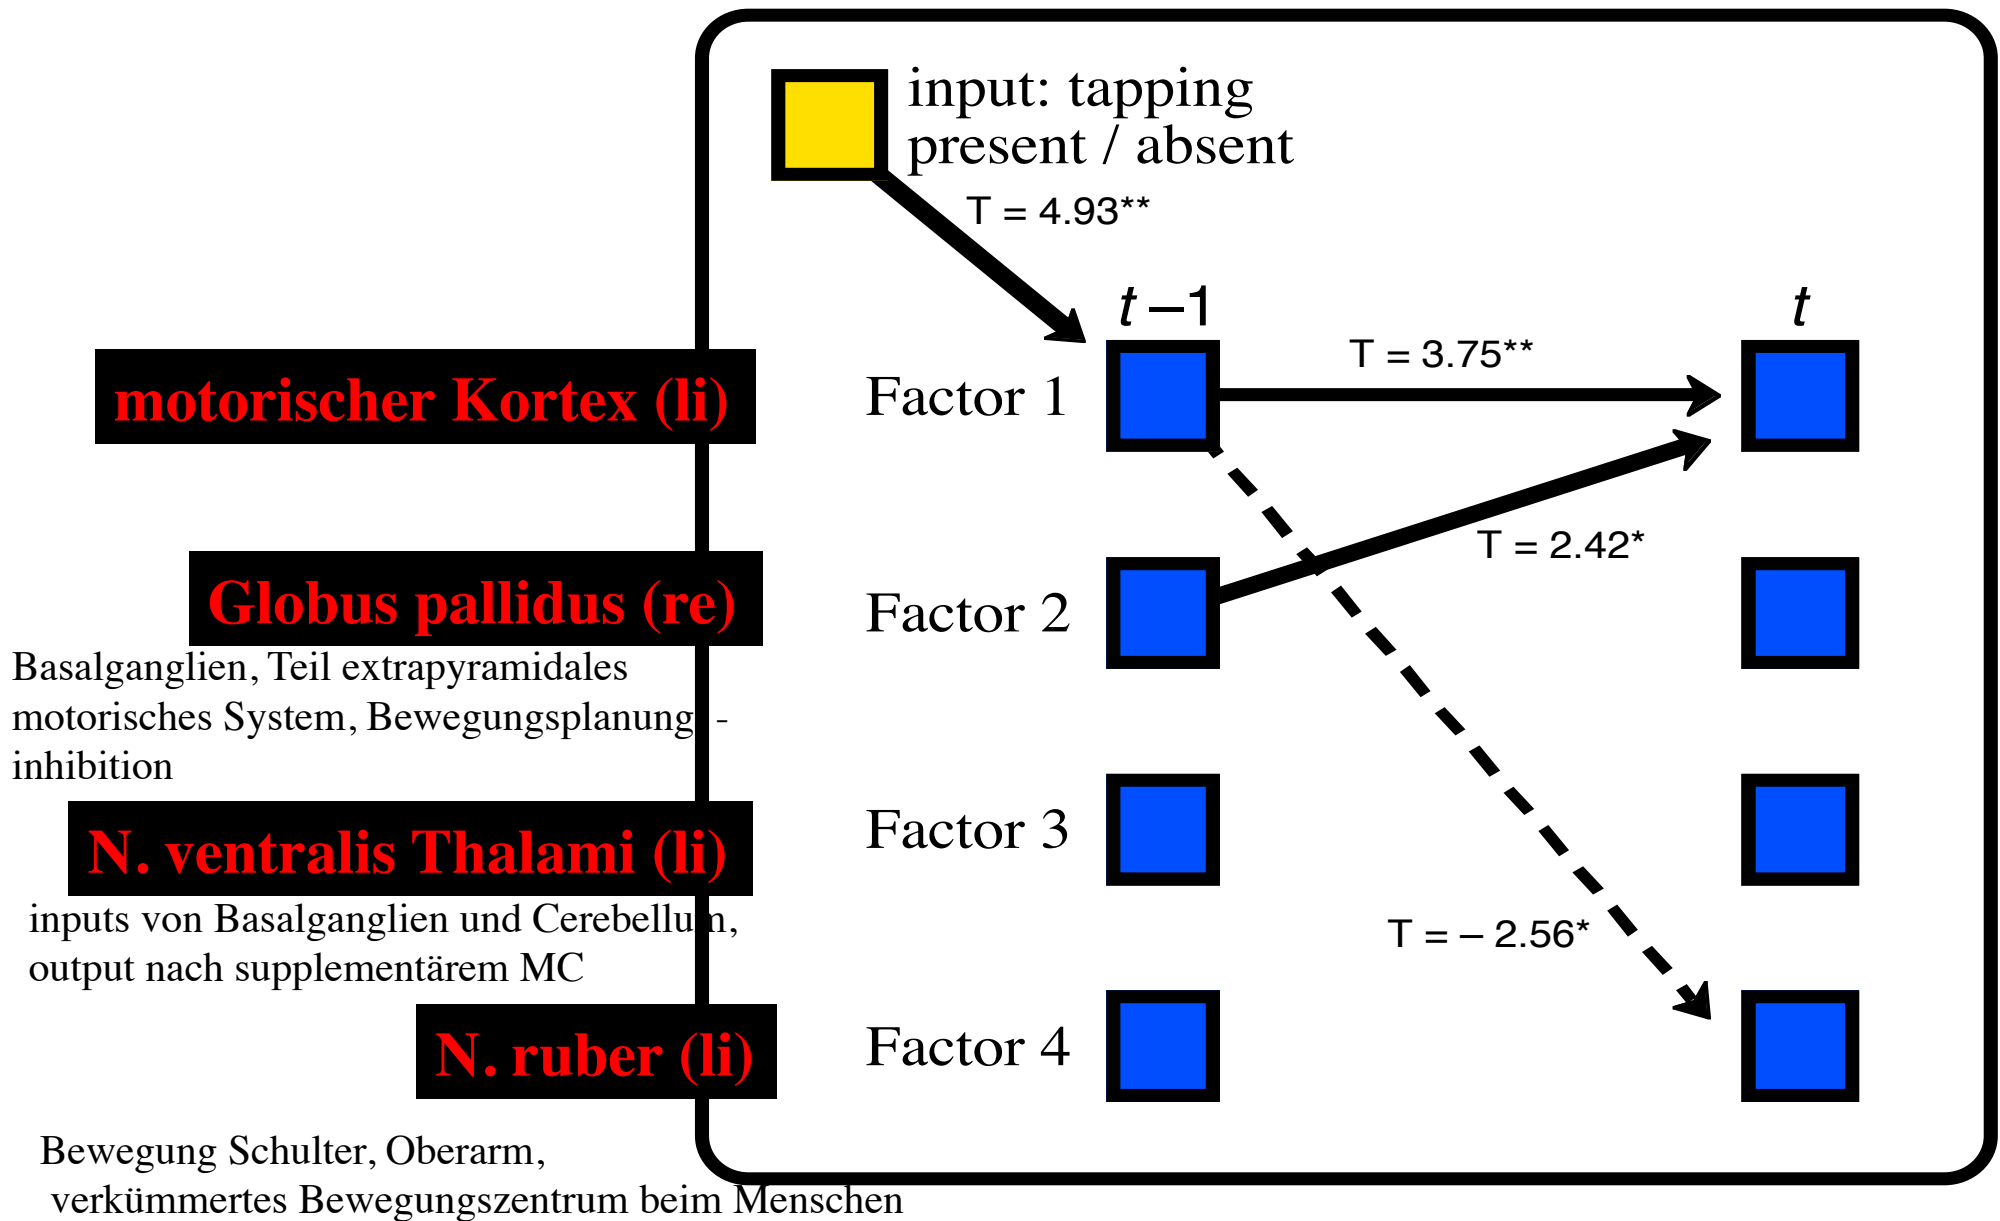 input: tapping
present / absent
T = 4.93**
t –1
t
T = 3.75**
motorischer Kortex (li)
Factor 1
T = 2.42*
Globus pallidus (re)
Factor 2
Basalganglien, Teil extrapyramidales
motorisches System, Bewegungsplanung, -
inhibition
N. ventralis Thalami (li)
Factor 3
inputs von Basalganglien und Cerebellum,
output nach supplementärem MC
T = – 2.56*
N. ruber (li)
Factor 4
Bewegung Schulter, Oberarm,
verkümmertes Bewegungszentrum beim Menschen